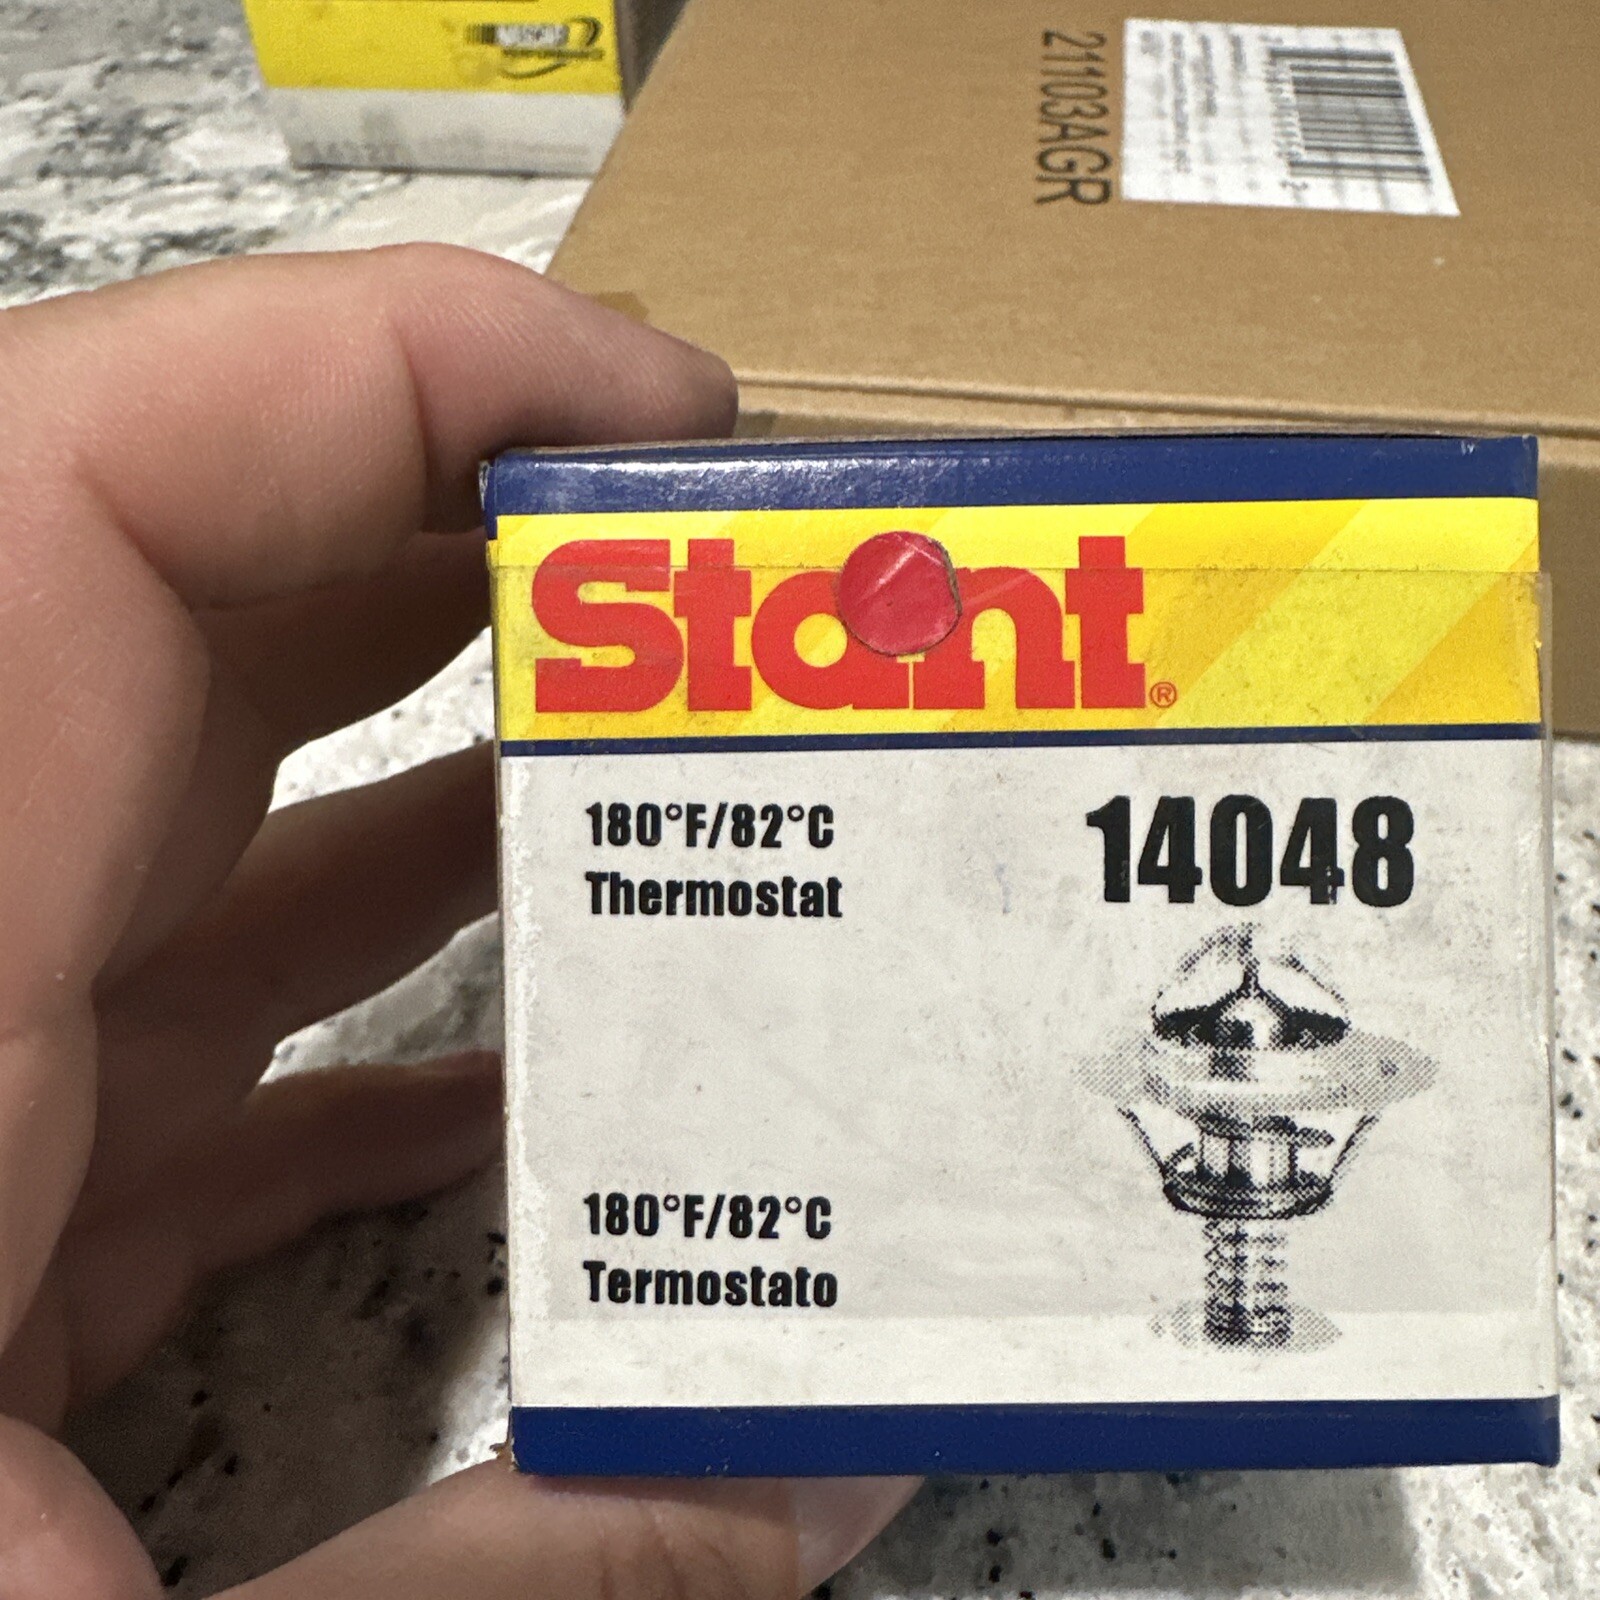 21103AGR
Stant®
180°F/82°C
Thermostat
14048
180°F/82°C
Termostato